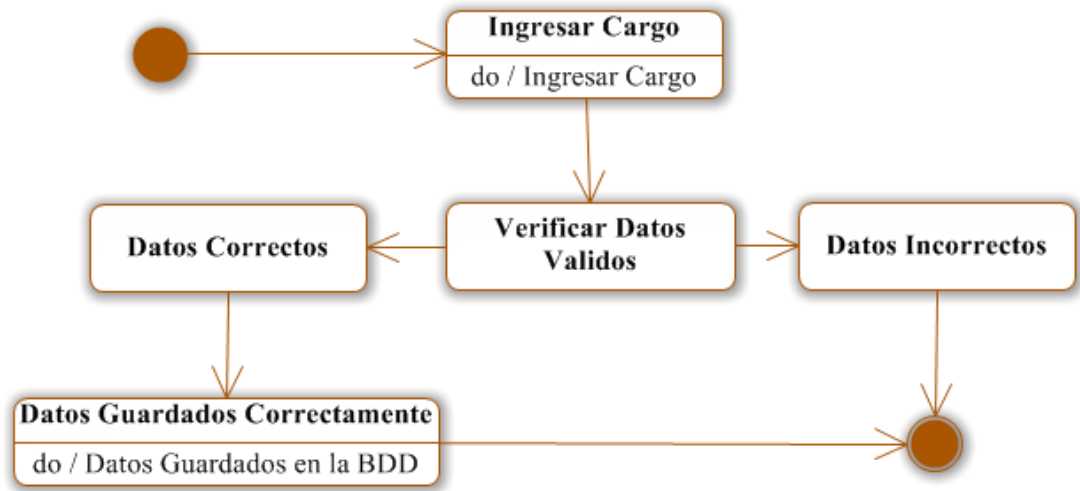 Ingresar Cargo
do / Ingresar Cargo
Datos Correctos
Verificar Datos
Validos
Datos Incorrectos
Datos Guardados Correctamente
do / Datos Guardados en la BDD